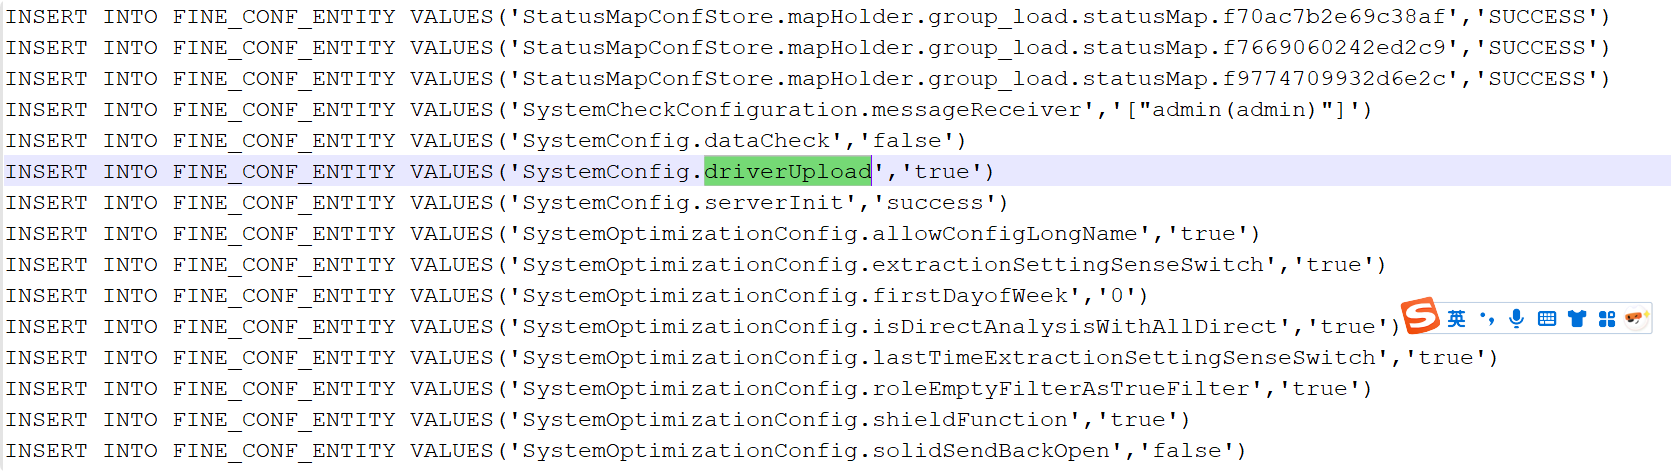 INSERT INTO FINE_CONF_ENTITY VALUES('StatusMapConfStore.mapHolder.group_load.statusMap.f70ac7b2e69c38af','SUCCESS')
INSERT INTO FINE_CONF_ENTITY VALUES('StatusMapConfStore.mapHolder.group_load.statusMap.f7669060242ed2c9','SUCCESS')
INSERT INTO FINE_CONF_ENTITY VALUES('StatusMapConfStore.mapHolder.group_load.statusMap.f9774709932d6e2c','SUCCESS')
INSERT INTO FINE_CONF_ENTITY VALUES('SystemCheckConfiguration.messageReceiver','["admin(admin)"]')
INSERT INTO FINE_CONF_ENTITY VALUES('SystemConfig.dataCheck','false')
INSERT INTO FINE_CONF_ENTITY VALUES('SystemConfig.driverUpload','true')
INSERT INTO FINE_CONF_ENTITY VALUES('SystemConfig.serverInit','success')
INSERT INTO FINE_CONF_ENTITY VALUES('SystemOptimizationConfig.allowConfigLongName','true')
INSERT INTO FINE_CONF_ENTITY VALUES('SystemOptimizationConfig.extractionSettingSenseSwitch','true')
INSERT INTO FINE_CONF_ENTITY VALUES('SystemOptimizationConfig.firstDayofWeek','0')
INSERT INTO FINE_CONF_ENTITY VALUES('SystemOptimizationConfig.isDirectAnalysisWithAllDirect','true')
英
INSERT INTO FINE_CONF_ENTITY VALUES('SystemOptimizationConfig.lastTimeExtractionSettingSenseSwitch','true')
INSERT INTO FINE_CONF_ENTITY VALUES('SystemOptimizationConfig.roleEmptyFilterAsTrueFilter','true')
INSERT INTO FINE_CONF_ENTITY VALUES('SystemOptimizationConfig.shieldFunction','true')
INSERT INTO FINE_CONF_ENTITY VALUES('SystemOptimizationConfig.solidSendBackOpen','false')